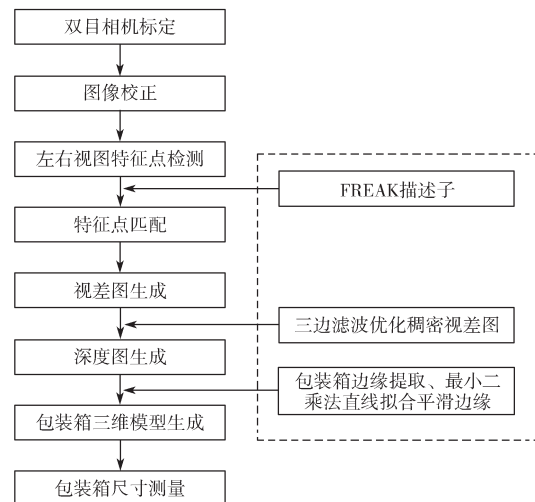 双目相机标定
图像校正
左右视图特征点检测
FREAK描述子
特征点匹配
视差图生成
三边滤波优化稠密视差图
深度图生成
包装箱边缘提取、最小二
乘法直线拟合平滑边缘
包装箱三维模型生成
包装箱尺寸测量